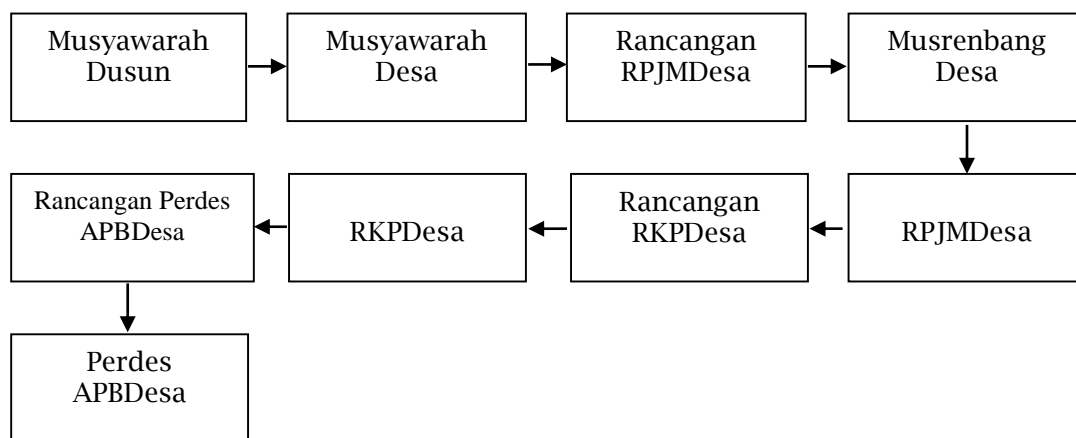 Musyawarah
Dusun
Musyawarah
Desa
Rancangan
RPJMDesa
Musrenbang
Desa
RPJMDesa
Rancangan
RKPDesa
RKPDesa
Rancangan Perdes
APBDesa
Perdes
APBDesa